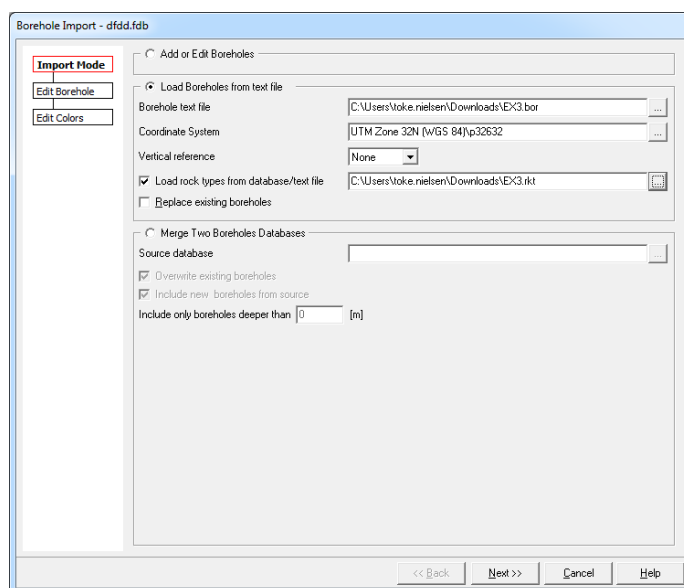 Borehole Import - dfdd.fdb
Import Mode
Edit Borehole
Edit Colors
Add or Edit Boreholes
Load Boreholes from text file
Borehole text file C:\Users\toke.nielsen\Downloads\EX3.bor ...
Coordinate System UTM Zone 32N (WGS 84)\p32632 ...
Vertical reference None
Load rock types from database/text file C:\Users\toke.nielsen\Downloads\EX3.rkt ...
Replace existing boreholes
Merge Two Boreholes Databases
Source database ...
Overwrite existing boreholes
Include new boreholes from source
Include only boreholes deeper than 0 [m]
<< Back Next >> Cancel Help